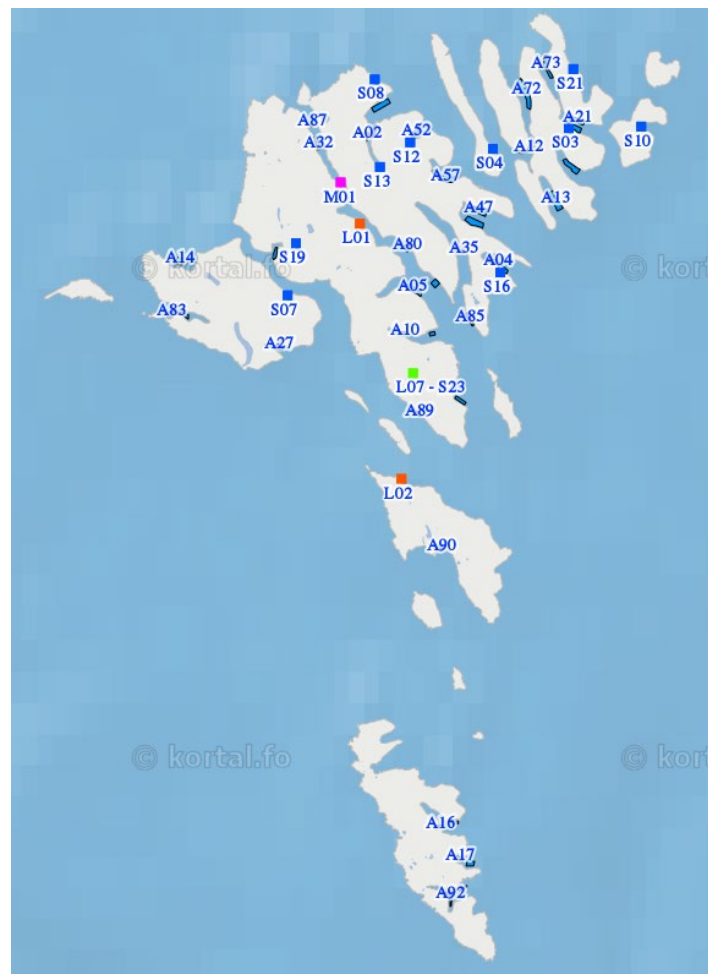 A73
S21
A72
S08
A87
A02
A52
A21
A32
S12
A12
S03
S10
S04
S13
A57
M01
A13
A47
L01
A80
A35
S19
A14
© kortal.fo
A04
© kortal.fo
S16
A05
A83
S07
A85
A10
A27
L07 - S23
A89
L02
A90
© kortal.fo
© kortal.fo
A16
A17
A92